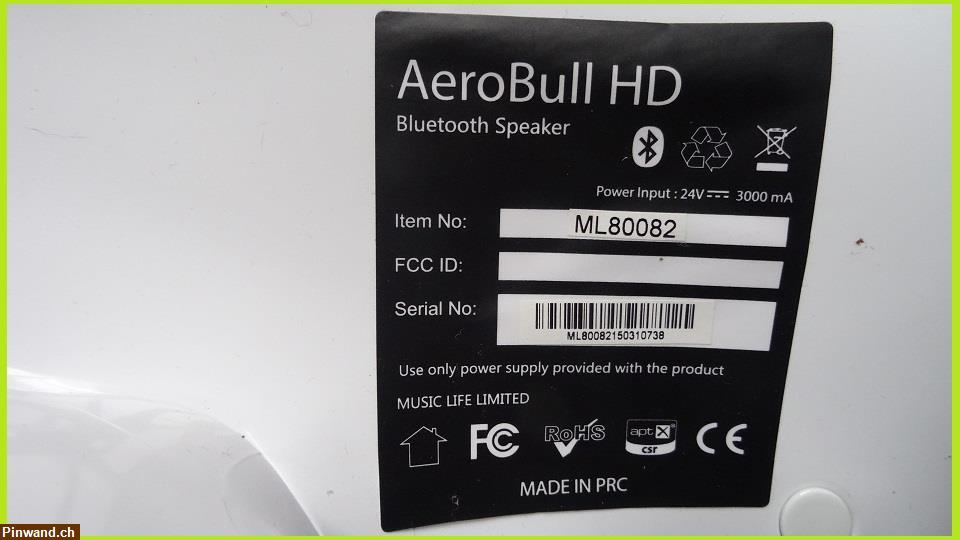 AeroBull HD
Bluetooth Speaker
Power Input : 24V 3000 mA
Item No: ML80082
FCC ID:
Serial No:
ML80082150310738
Use only power supply provided with the product
MUSIC LIFE LIMITED
FC RoHS aptX® csr CE
MADE IN PRC
Pinwand.ch